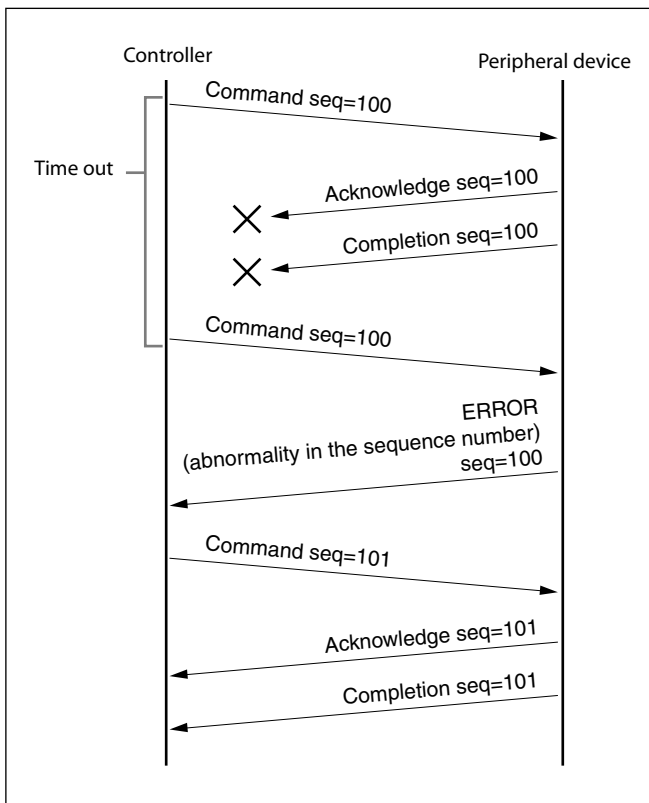 Controller
Peripheral device
Command seq=100
Time out
Acknowledge seq=100
Completion seq=100
Command seq=100
ERROR
(abnormality in the sequence number)
seq=100
Command seq=101
Acknowledge seq=101
Completion seq=101